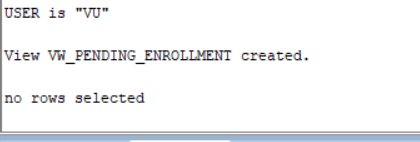 USER is "VU"
View VW_PENDING_ENROLLMENT created.
no rows selected